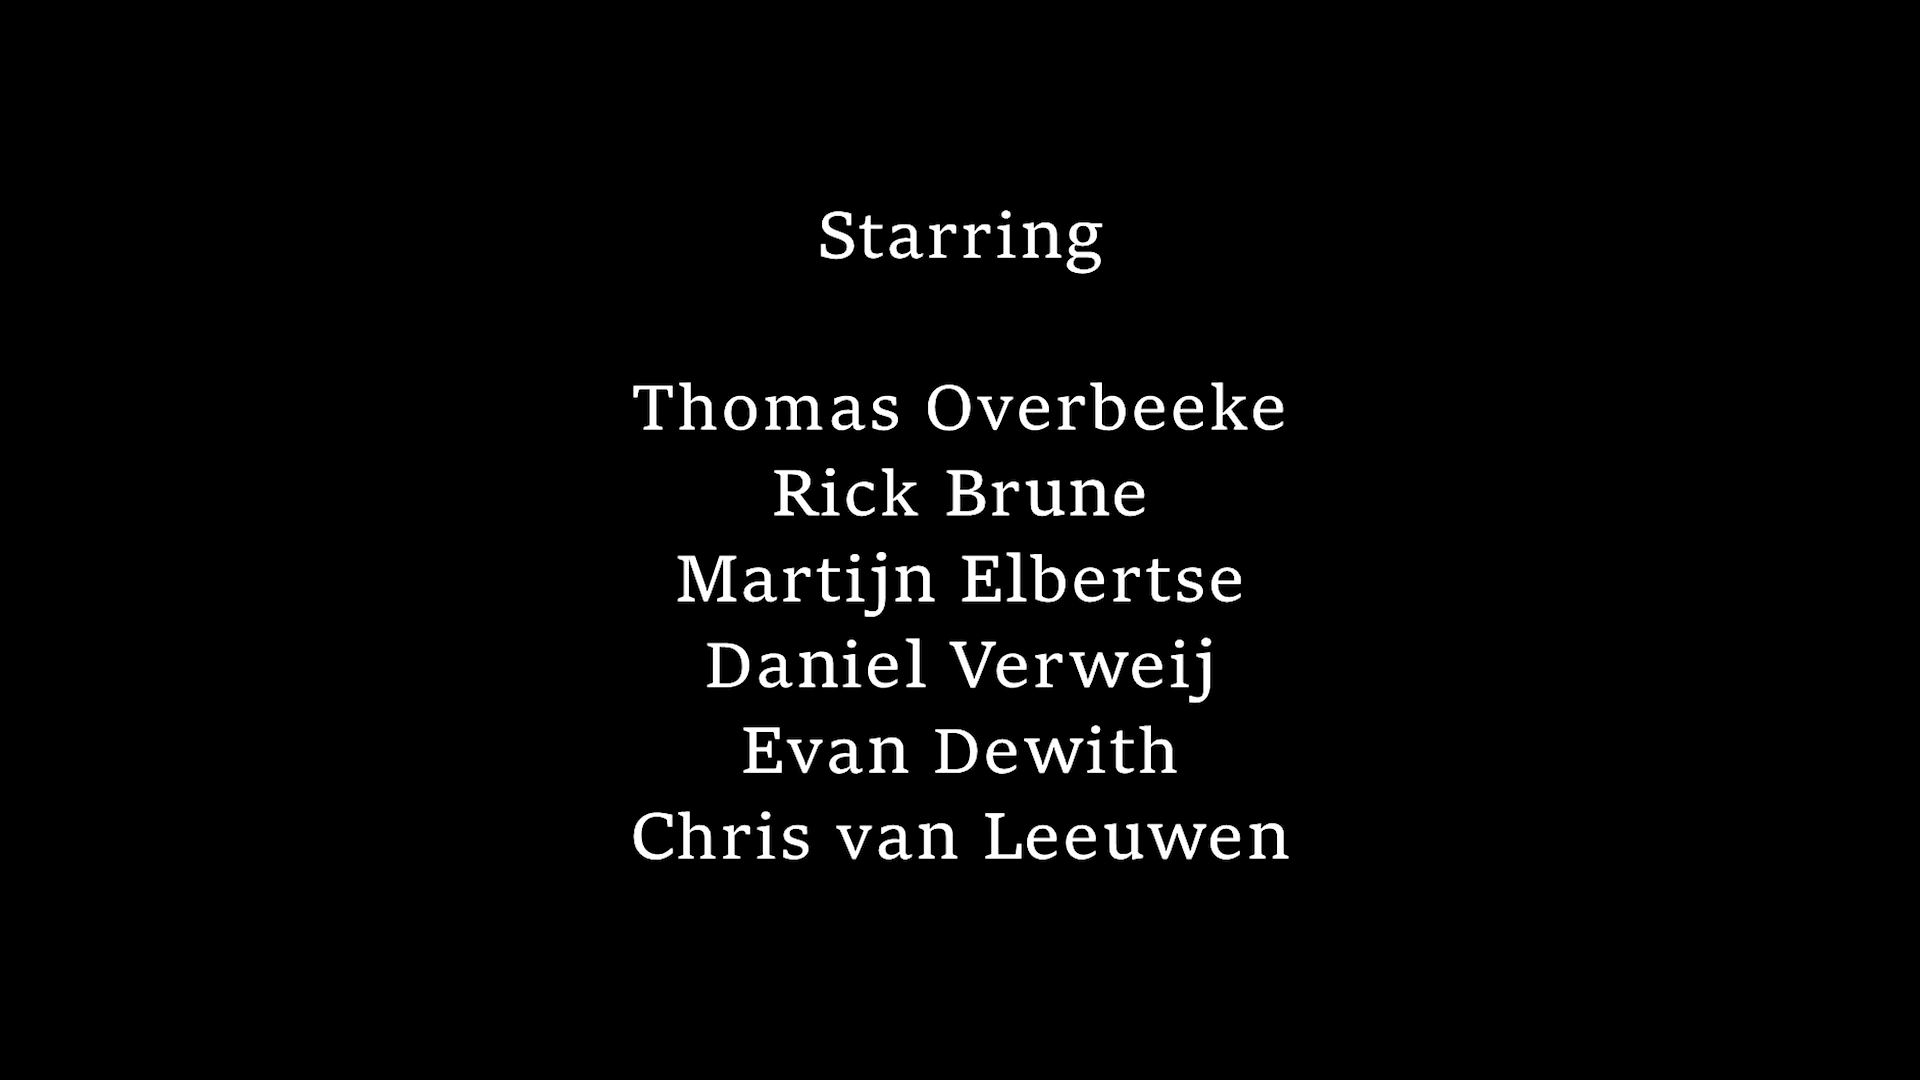 Starring
Thomas Overbeeke
Rick Brune
Martijn Elbertse
Daniel Verweij
Evan Dewith
Chris van Leeuwen